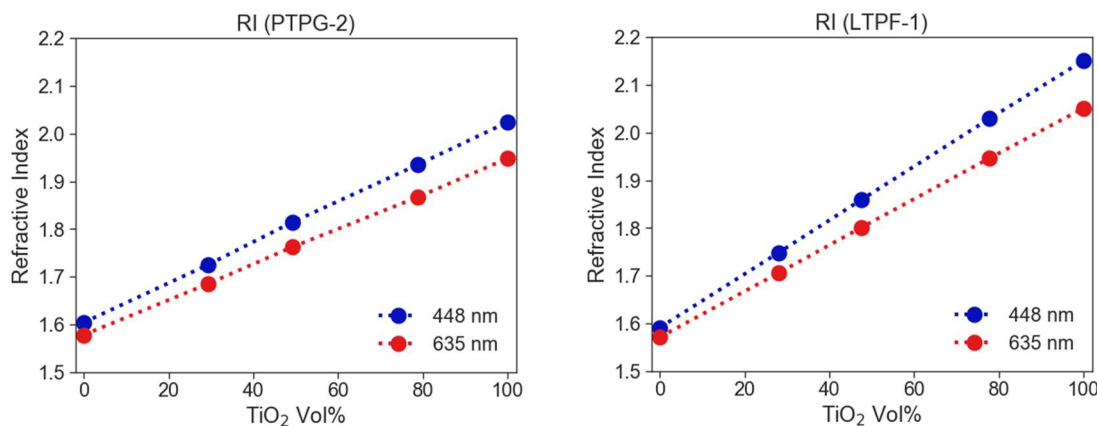 RI (PTPG-2)
2.2
2.1
2.0
1.9
1.8
1.7
1.6
1.5
Refractive Index
448 nm
635 nm
0 20 40 60 80 100
TiO₂ Vol%
RI (LTPF-1)
2.2
2.1
2.0
1.9
1.8
1.7
1.6
1.5
Refractive Index
448 nm
635 nm
0 20 40 60 80 100
TiO₂ Vol%